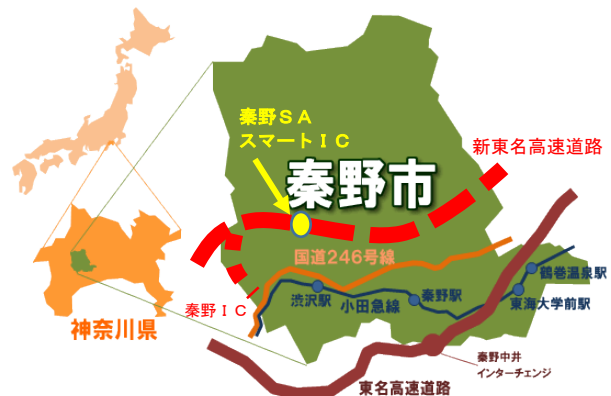 秦野ＳＡ
スマートＩＣ
新東名高速道路
秦野市
国道246号線
鶴巻温泉駅
秦野ＩＣ
渋沢駅
小田急線
秦野駅
東海大学前駅
神奈川県
秦野中井
インターチェンジ
東名高速道路